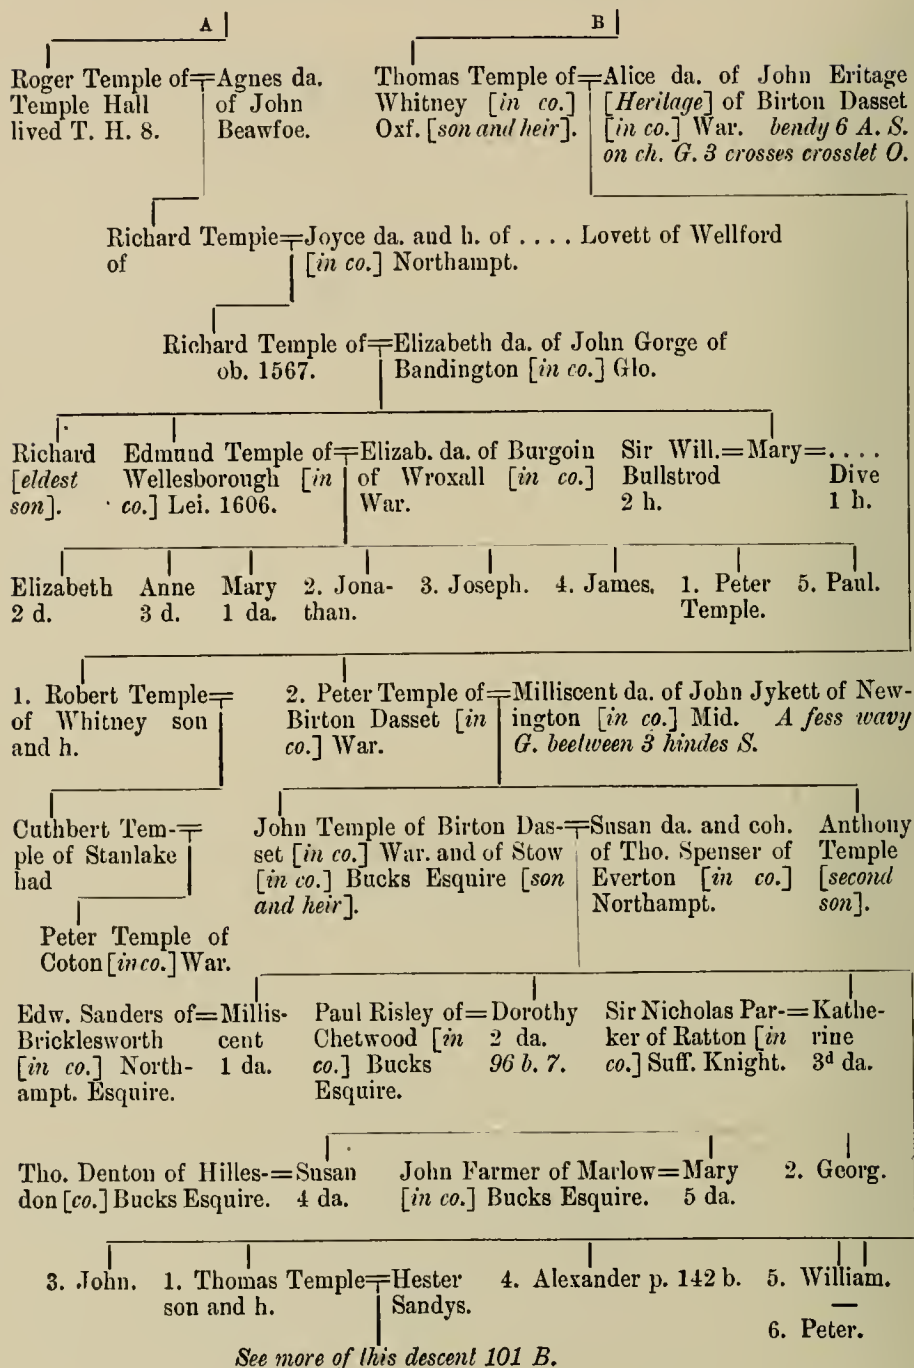 A B
Roger Temple of=Agnes da.
Temple Hall of John
lived T. H. 8. Beawfoe.
Thomas Temple of=Alice da. of John Eritage
Whitney [in co.] [Heritage] of Birton Dasset
Oxf. [son and heir]. [in co.] War. bendy 6 A. S.
on ch. G. 3 crosses crosslet O.
Richard Temple=Joyce da. and h. of .... Lovett of Wellford
of [in co.] Northampt.
Richard Temple of=Elizabeth da. of John Gorge of
ob. 1567. Bandington [in co.] Glo.
Richard
[eldest
son].
Edmund Temple of=Elizab. da. of Burgoin
Wellesborough [in of Wroxall [in co.]
co.] Lei. 1606. War.
Sir Will.=Mary=....
Bullstrod Dive
2 h. 1 h.
Elizabeth
2 d.
Anne
3 d.
Mary
1 da.
2. Jona-
than.
3. Joseph.
4. James.
1. Peter
Temple.
5. Paul.
1. Robert Temple=
of Whitney son
and h.
2. Peter Temple of=Milliscent da. of John Jykett of New-
Birton Dasset [in ington [in co.] Mid. A fess wavy
co.] War. G. beetween 3 hindes S.
Cuthbert Tem-=
ple of Stanlake
had
John Temple of Birton Das-=Susan da. and coh.
set [in co.] War. and of Stow of Tho. Spenser of
[in co.] Bucks Esquire [son Everton [in co.]
and heir]. Northampt.
Anthony
Temple
[second
son].
Peter Temple of
Coton [in co.] War.
Edw. Sanders of=Millis-
Bricklesworth cent
[in co.] North- 1 da.
ampt. Esquire.
Paul Risley of=Dorothy
Chetwood [in 2 da.
co.] Bucks 96 b. 7.
Esquire.
Sir Nicholas Par-=Kathe-
ker of Ratton [in rine
co.] Suff. Knight. 3d da.
Tho. Denton of Hilles-=Susan
don [co.] Bucks Esquire. 4 da.
John Farmer of Marlow=Mary
[in co.] Bucks Esquire. 5 da.
2. Georg.
3. John.
1. Thomas Temple=Hester
son and h. Sandys.
4. Alexander p. 142 b.
5. William.
6. Peter.
See more of this descent 101 B.